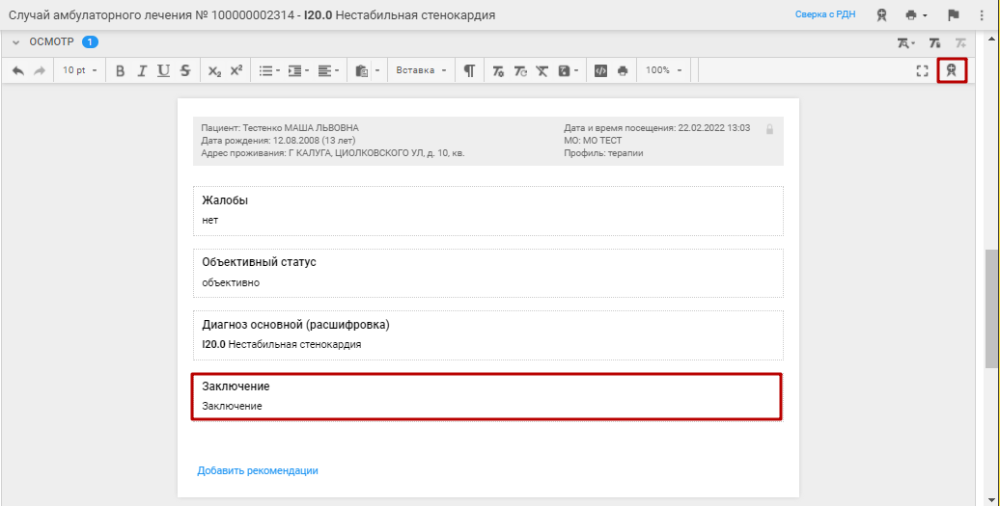 Случай амбулаторного лечения № 100000002314 - I20.0 Нестабильная стенокардия
Сверка с РДН
ОСМОТР 1
10 pt
Вставка
100%
Пациент: Тестенко МАША ЛЬВОВНА
Дата рождения: 12.08.2008 (13 лет)
Адрес проживания: Г КАЛУГА, ЦИОЛКОВСКОГО УЛ, д. 10, кв.
Дата и время посещения: 22.02.2022 13:03
МО: МО ТЕСТ
Профиль: терапии
Жалобы
нет
Объективный статус
объективно
Диагноз основной (расшифровка)
I20.0 Нестабильная стенокардия
Заключение
Заключение
Добавить рекомендации